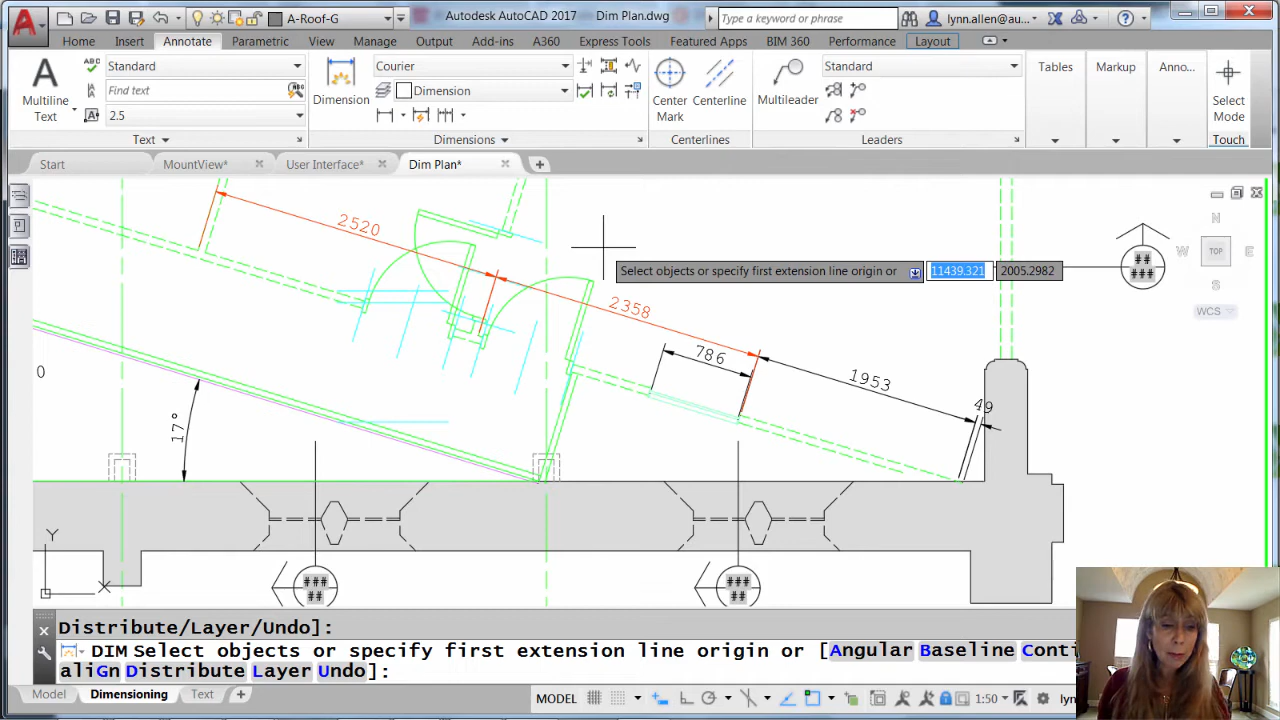 Autodesk AutoCAD 2017 Dim Plan.dwg
A-Roof-G
Type a keyword or phrase
lynn.allen@au...
Home Insert Annotate Parametric View Manage Output Add-ins A360 Express Tools Featured Apps BIM 360 Performance Layout
Multiline Text
ABC
Standard
Find text
2.5
Text
Dimension
Courier
Dimension
Dimensions
Center Mark
Centerline
Centerlines
Multileader
Standard
Leaders
Tables
Markup
Anno...
Select Mode
Touch
Start MountView* User Interface* Dim Plan*
N
W TOP E
S
WCS
2520
2358
786
1953
49
17°
0
##
###
###
##
###
##
Y
X
Select objects or specify first extension line origin or 11439.321 2005.2982
Distribute/Layer/Undo]:
DIM Select objects or specify first extension line origin or [Angular Baseline Conti
aliGn Distribute Layer Undo]:
Model Dimensioning Text
MODEL 1:50 lyn